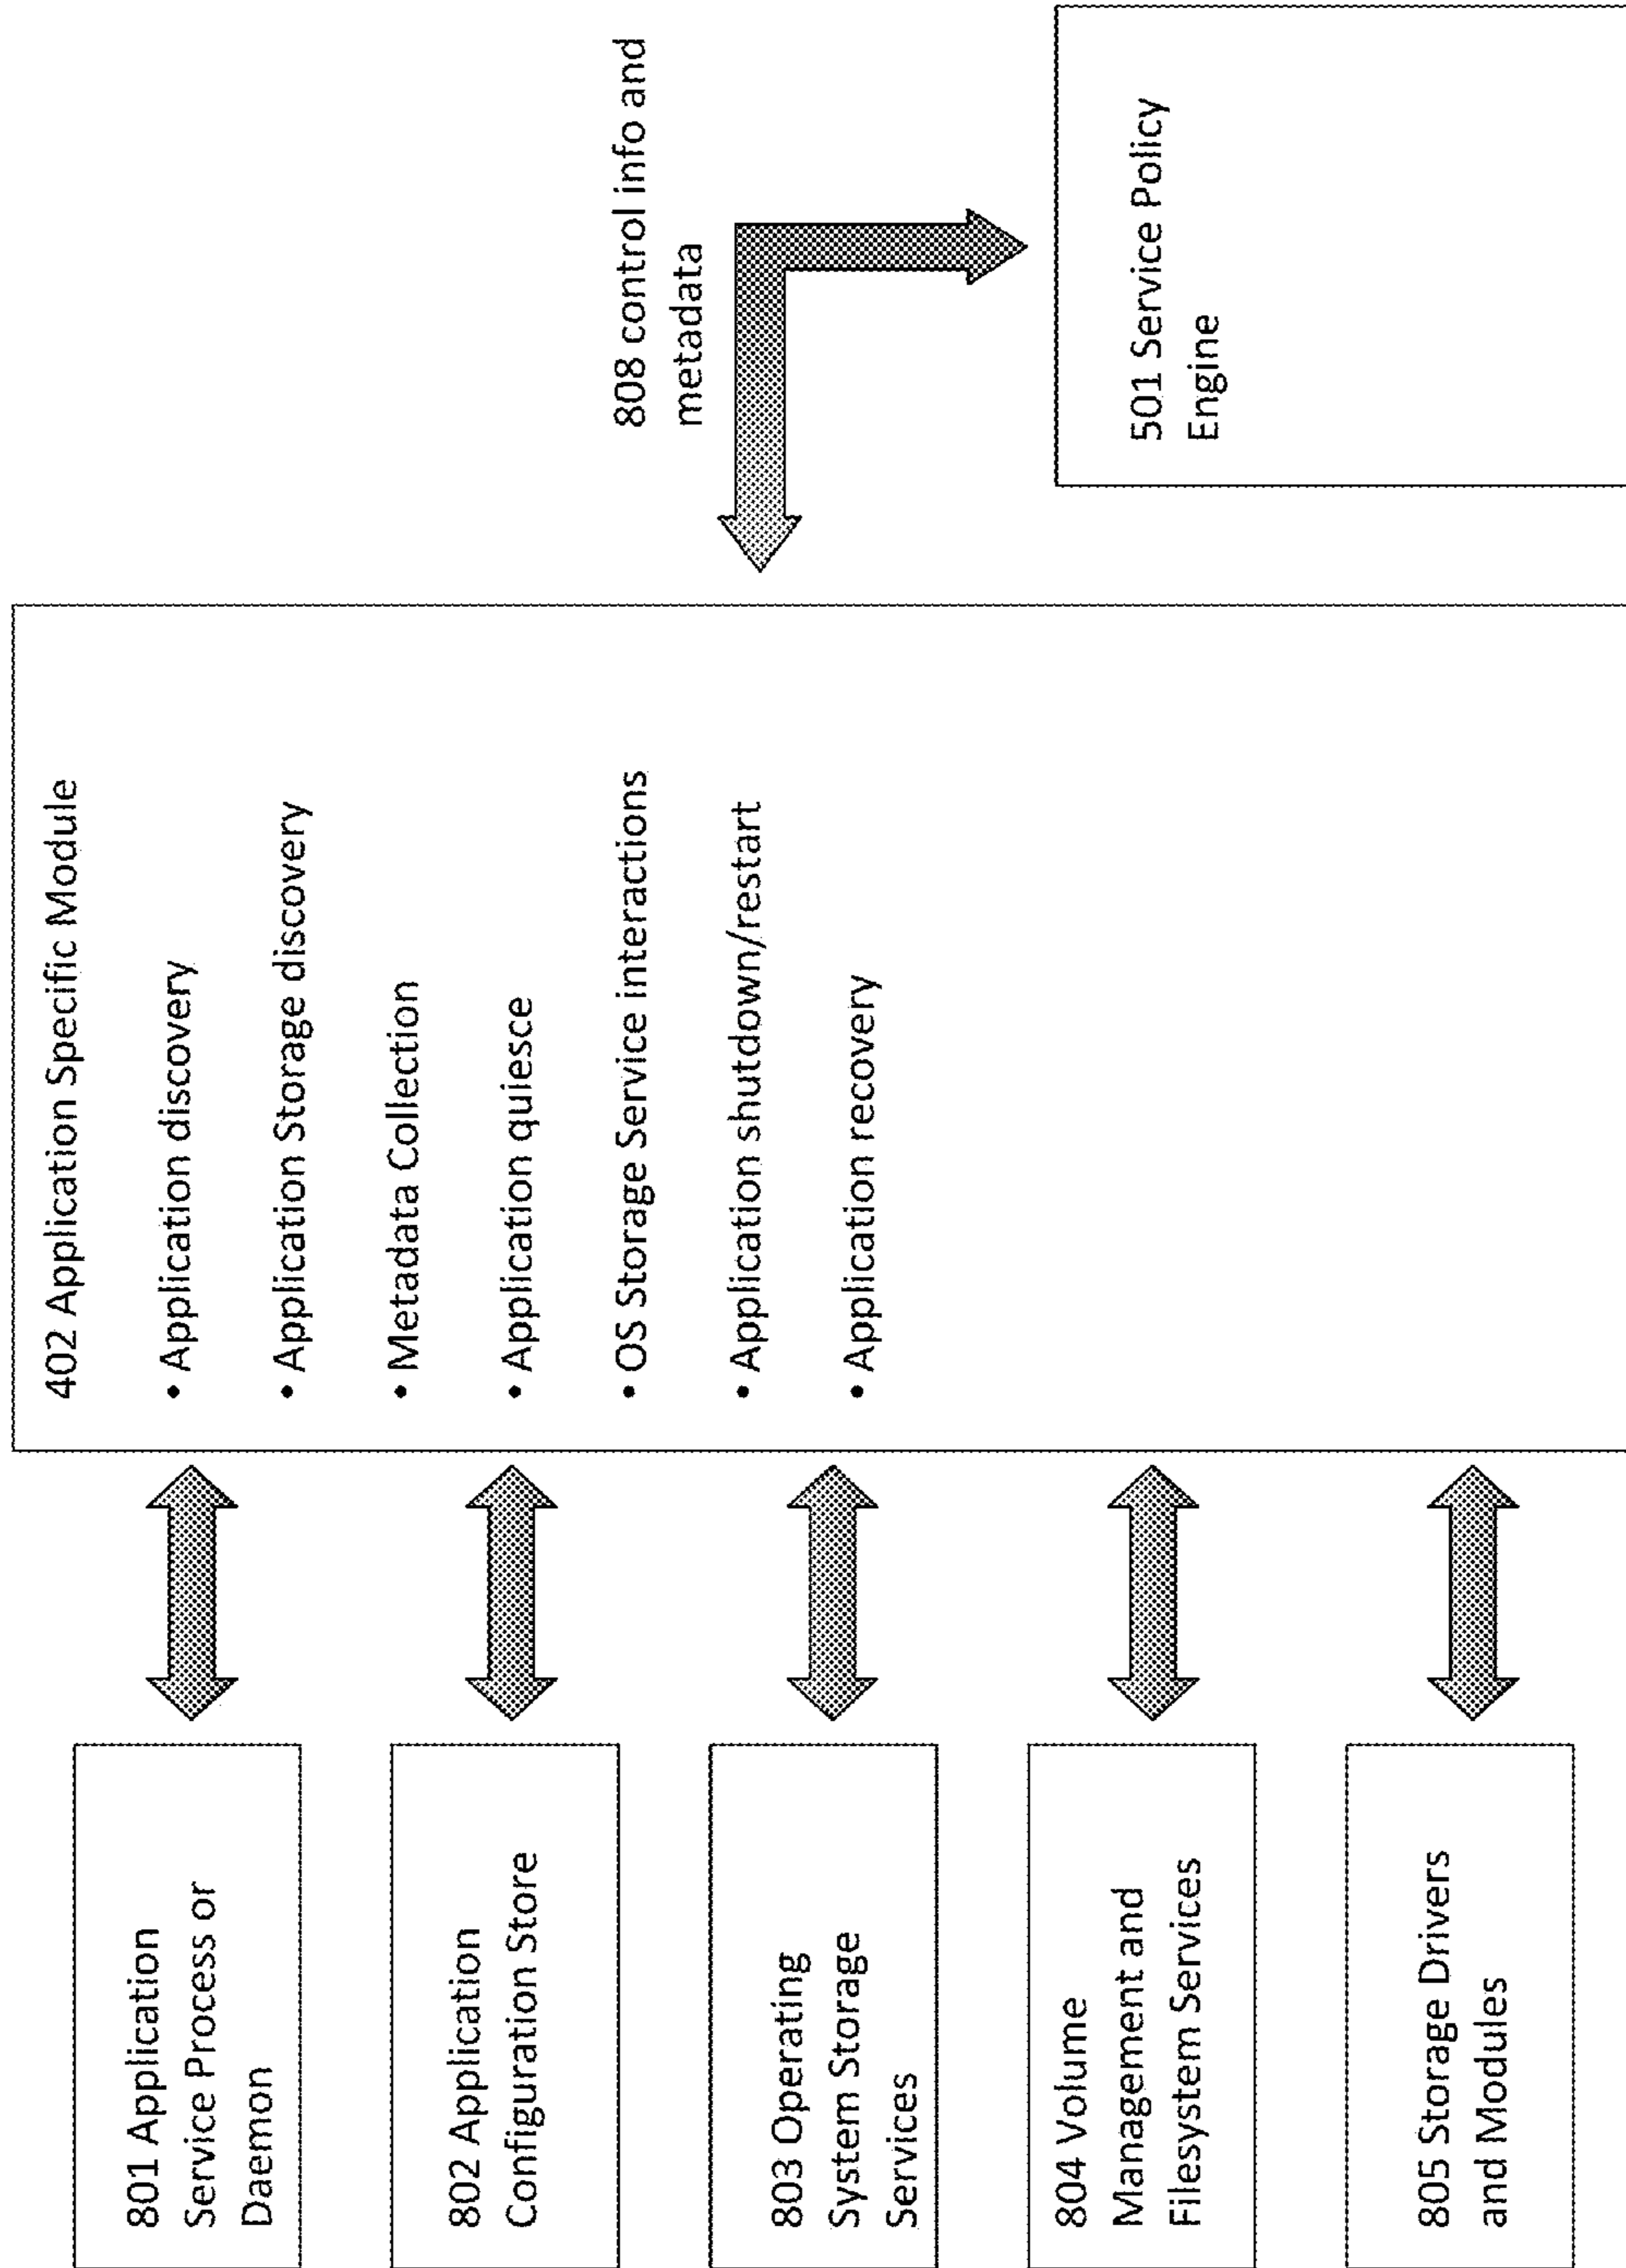 801 Application
Service Process or
Daemon
802 Application
Configuration Store
803 Operating
System Storage
Services
804 Volume
Management and
Filesystem Services
805 Storage Drivers
and Modules
402 Application Specific Module
• Application discovery
• Application Storage discovery
• Metadata Collection
• Application quiesce
• OS Storage Service interactions
• Application shutdown/restart
• Application recovery
808 control info and
metadata
501 Service Policy
Engine